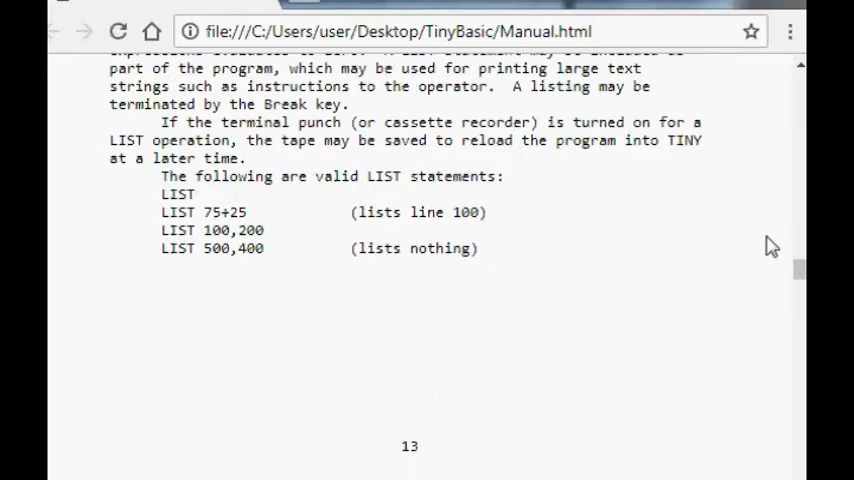 file:///C:/Users/user/Desktop/TinyBasic/Manual.html
part of the program, which may be used for printing large text
strings such as instructions to the operator.  A listing may be
terminated by the Break key.
If the terminal punch (or cassette recorder) is turned on for a
LIST operation, the tape may be saved to reload the program into TINY
at a later time.
The following are valid LIST statements:
LIST
LIST 75+25 (lists line 100)
LIST 100,200
LIST 500,400 (lists nothing)
13